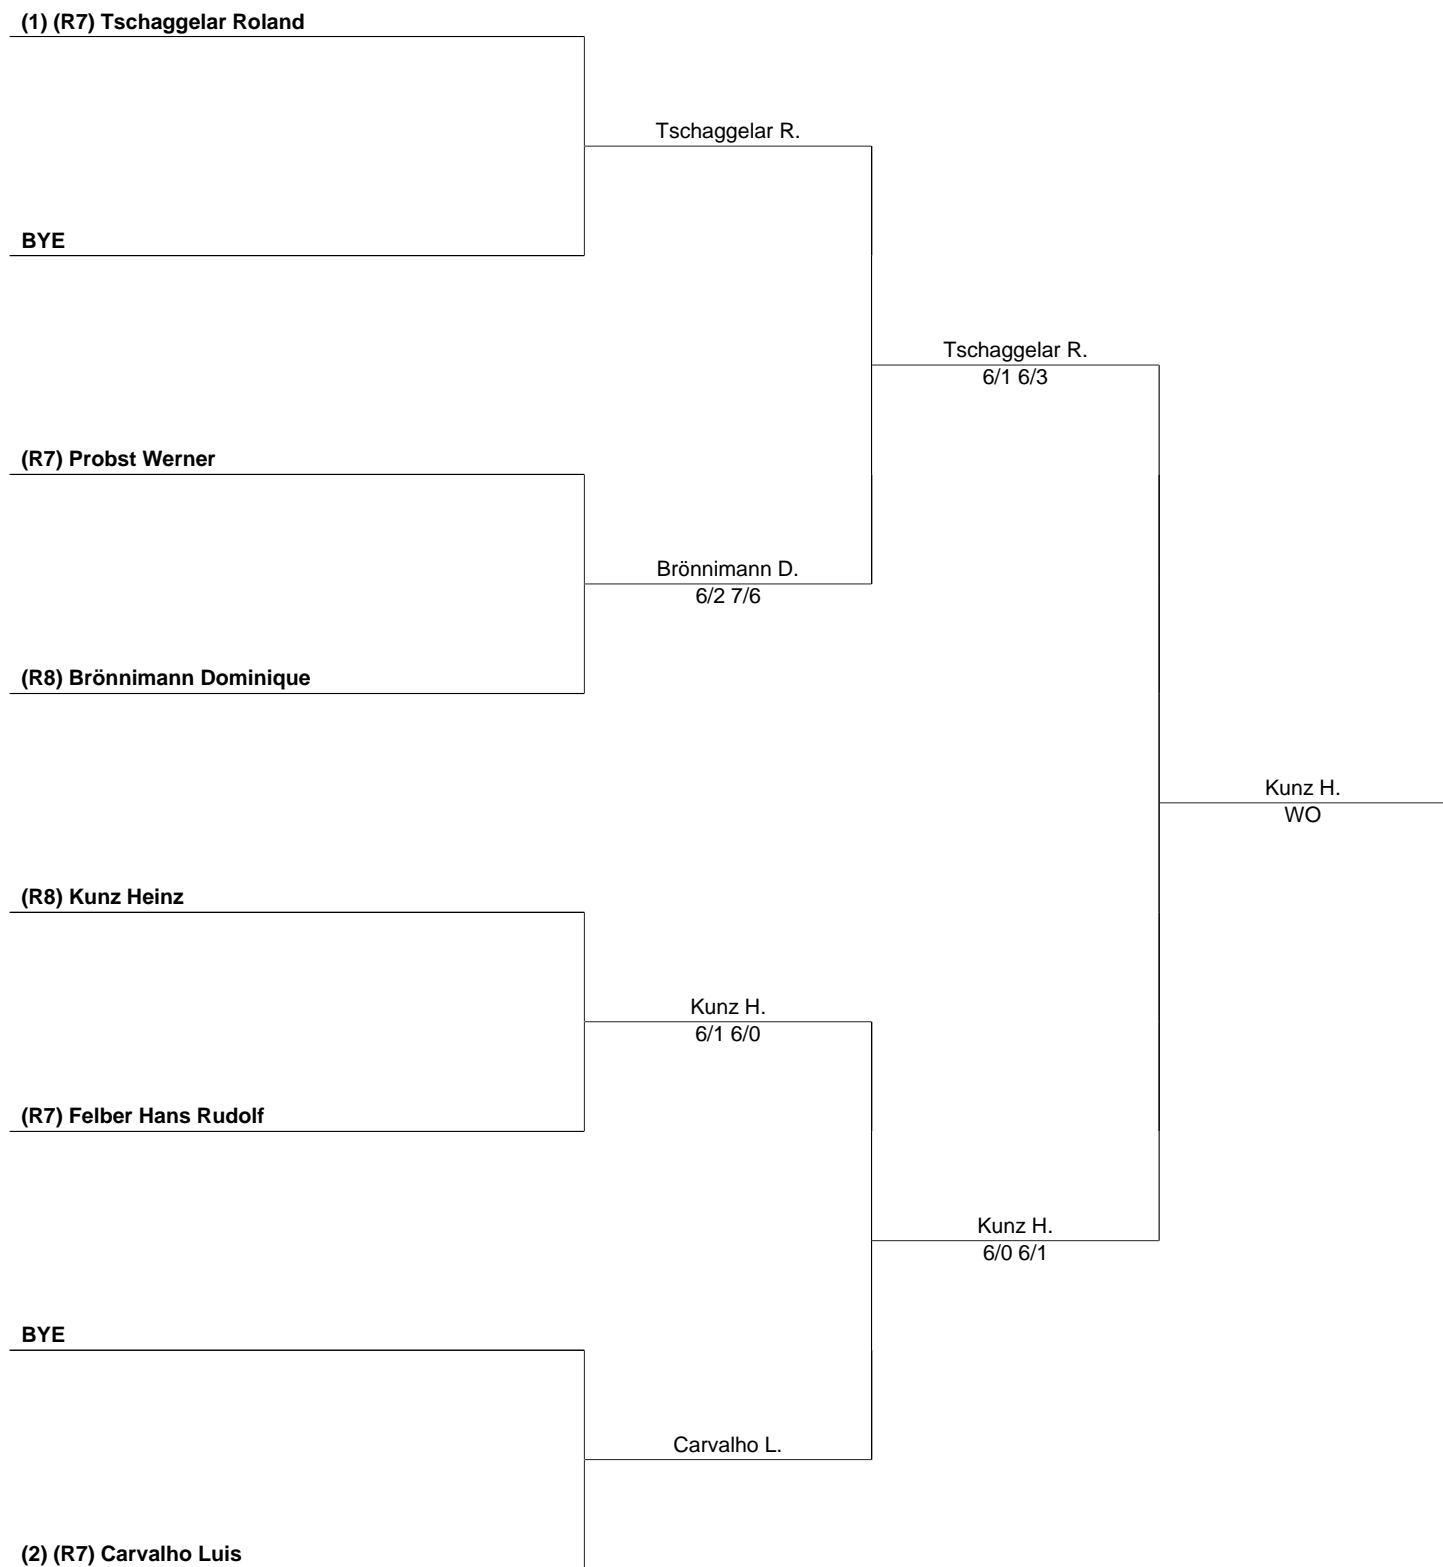 (1) (R7) Tschaggelar Roland
Tschaggelar R.
BYE
Tschaggelar R.
6/1 6/3
(R7) Probst Werner
Brönnimann D.
6/2 7/6
(R8) Brönnimann Dominique
Kunz H.
WO
(R8) Kunz Heinz
Kunz H.
6/1 6/0
(R7) Felber Hans Rudolf
Kunz H.
6/0 6/1
BYE
Carvalho L.
(2) (R7) Carvalho Luis